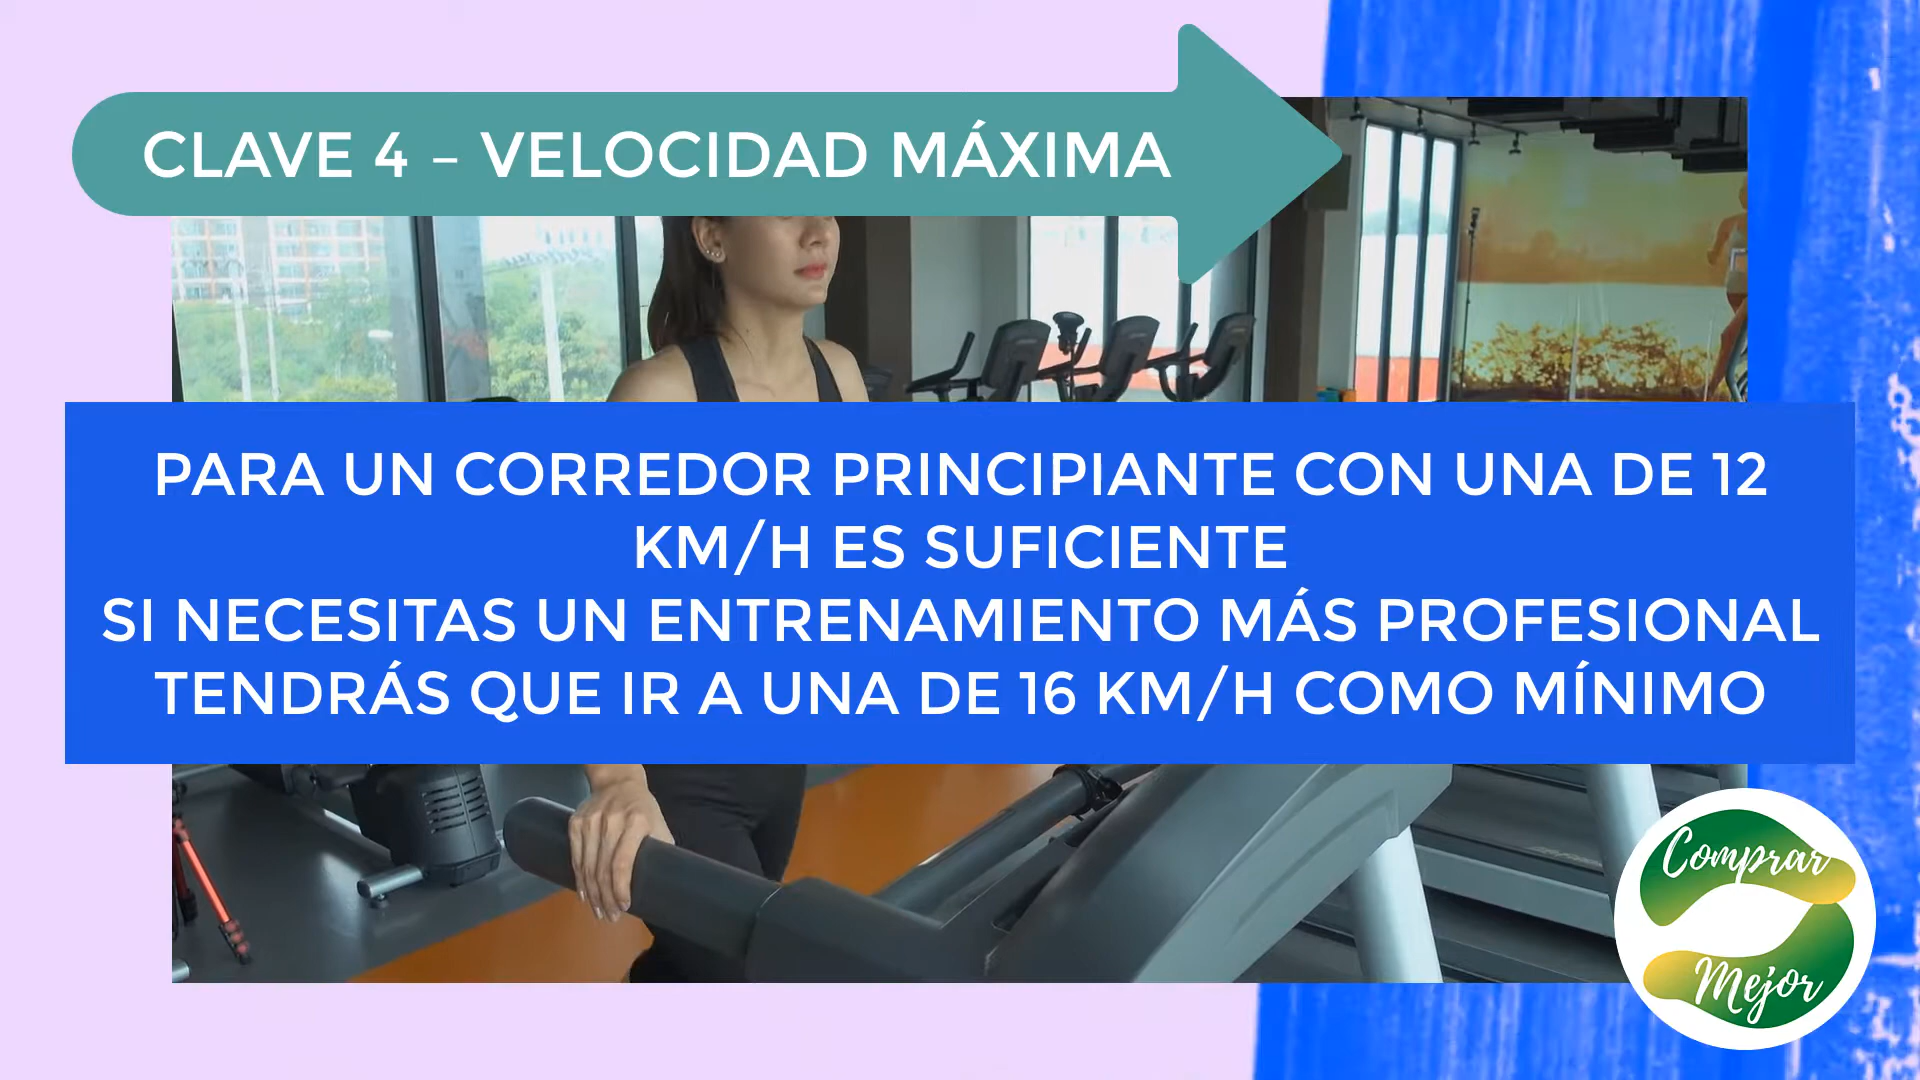 CLAVE 4 – VELOCIDAD MÁXIMA
PARA UN CORREDOR PRINCIPIANTE CON UNA DE 12
KM/H ES SUFICIENTE
SI NECESITAS UN ENTRENAMIENTO MÁS PROFESIONAL
TENDRÁS QUE IR A UNA DE 16 KM/H COMO MÍNIMO
Comprar
Mejor